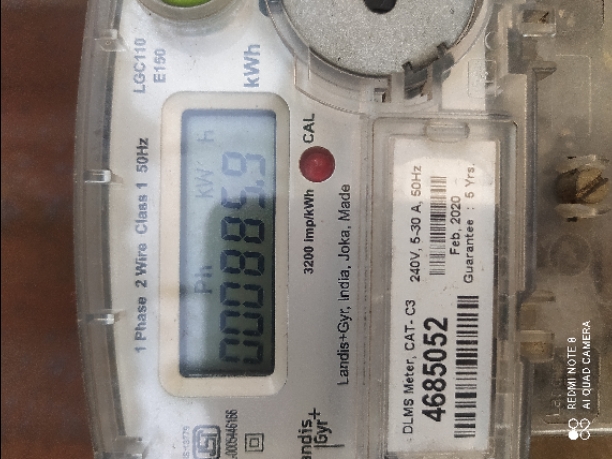 LGC110
E150
kWh
1 Phase 2 Wire Class 1 50Hz
Ph KW H
CAL
3200 imp/kWh
Landis+Gyr, India, Joka, Made
240V, 5-30 A, 50Hz
Feb, 2020
Guarantee : 5 Yrs.
DLMS Meter, CAT- C3
4685052
andis
Gyr+
REDMI NOTE 8
AI QUAD CAMERA